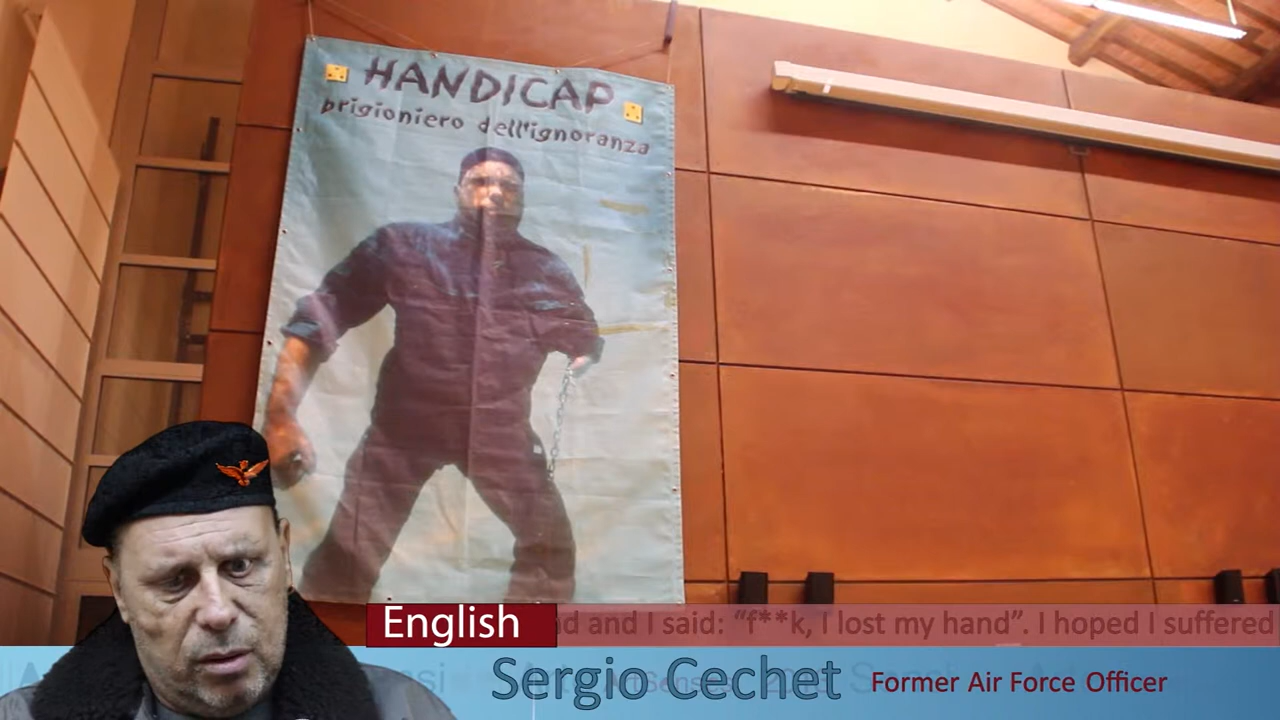 HANDICAP
prigioniero dell'ignoranza
English
nd and I said: “f**k, I lost my hand”. I hoped I suffered
Sergio Cechet
Former Air Force Officer